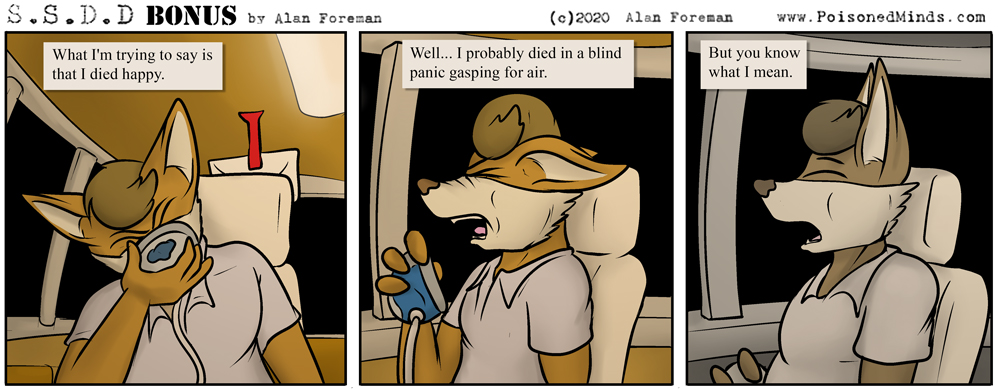 S.S.D.D BONUS by Alan Foreman (c)2020 Alan Foreman www.PoisonedMinds.com
What I'm trying to say is
that I died happy.
Well... I probably died in a blind
panic gasping for air.
But you know
what I mean.